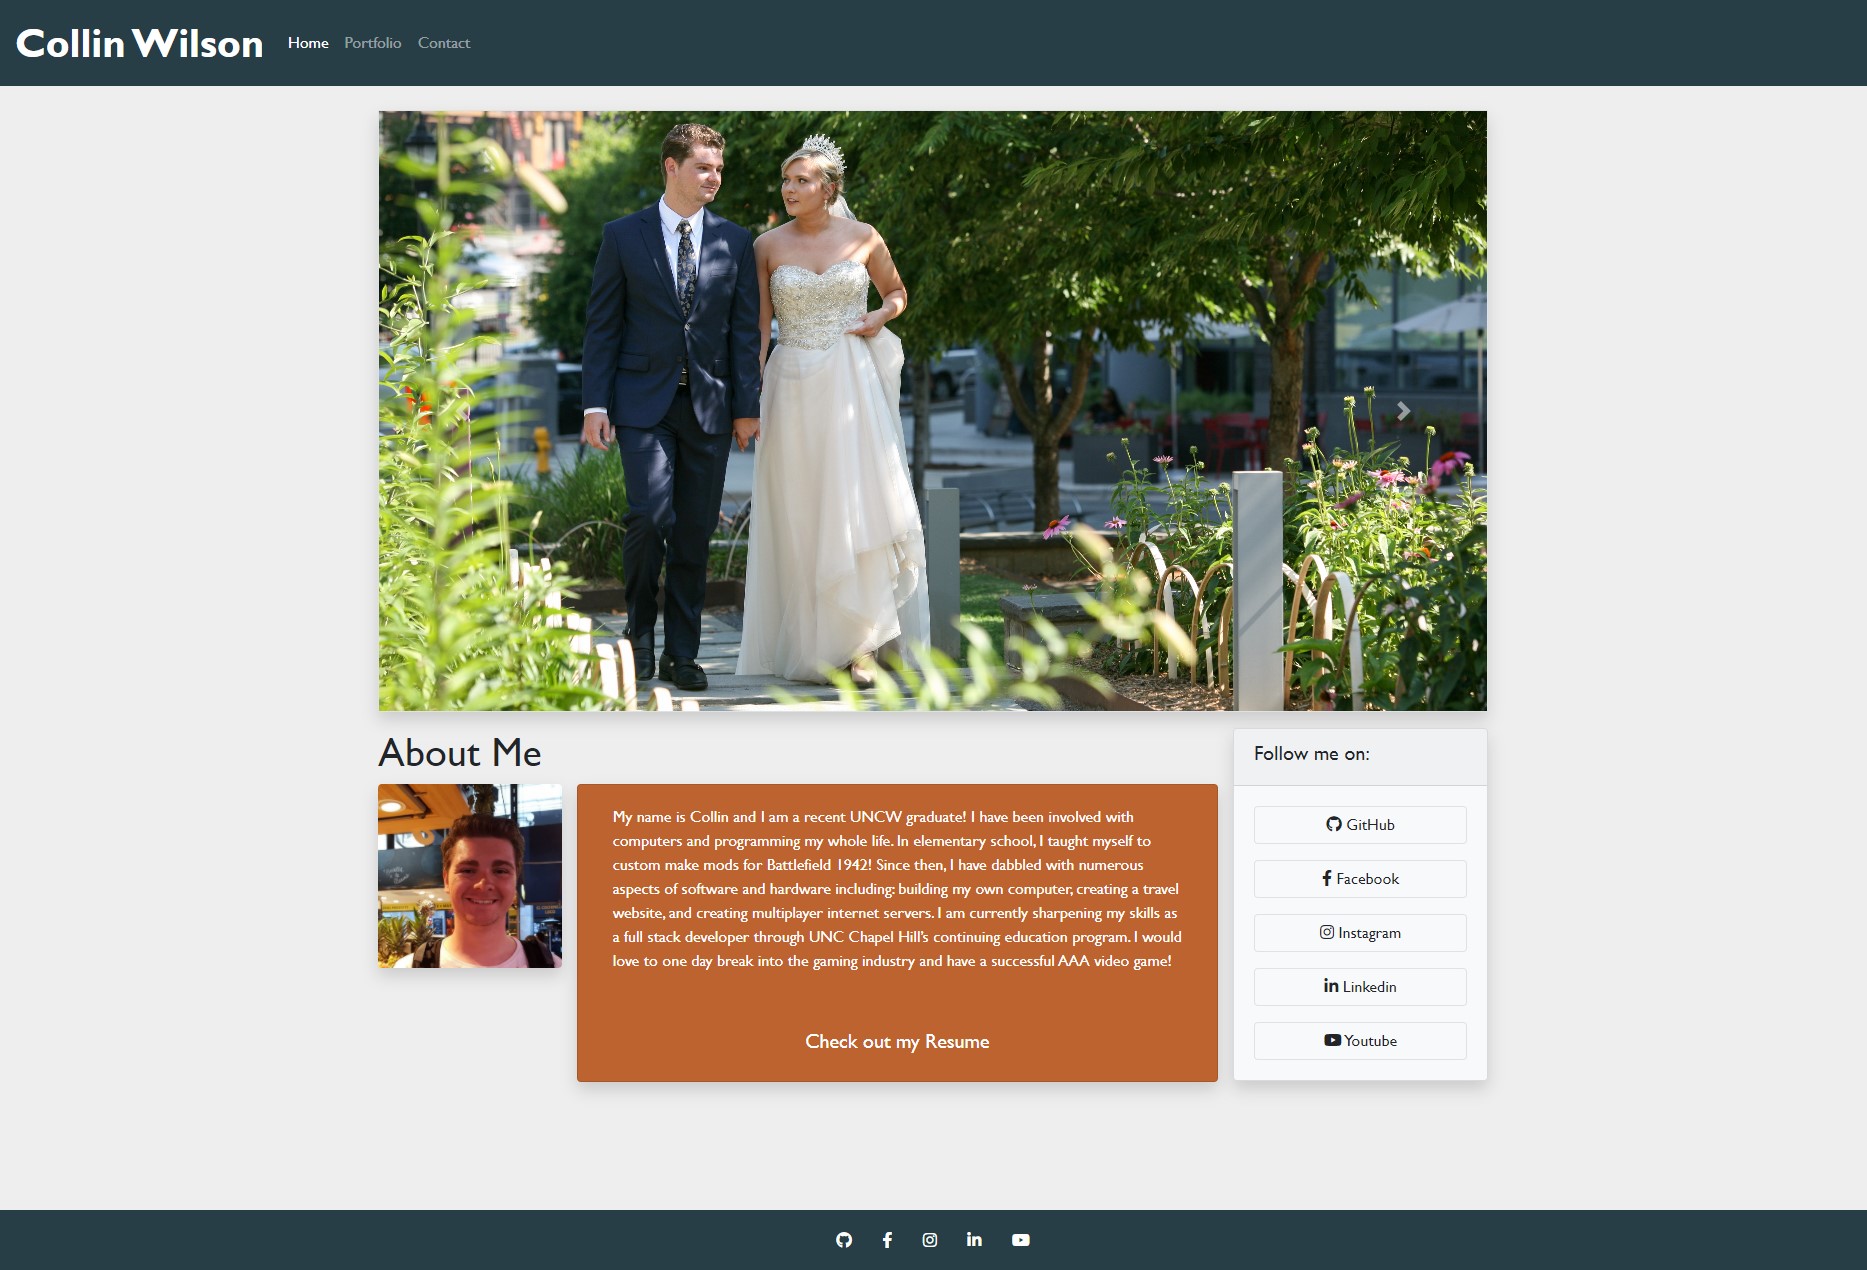 Collin Wilson Home Portfolio Contact
About Me
My name is Collin and I am a recent UNCW graduate! I have been involved with
computers and programming my whole life. In elementary school, I taught myself to
custom make mods for Battlefield 1942! Since then, I have dabbled with numerous
aspects of software and hardware including: building my own computer, creating a travel
website, and creating multiplayer internet servers. I am currently sharpening my skills as
a full stack developer through UNC Chapel Hill's continuing education program. I would
love to one day break into the gaming industry and have a successful AAA video game!
Check out my Resume
Follow me on:
GitHub
Facebook
Instagram
Linkedin
Youtube